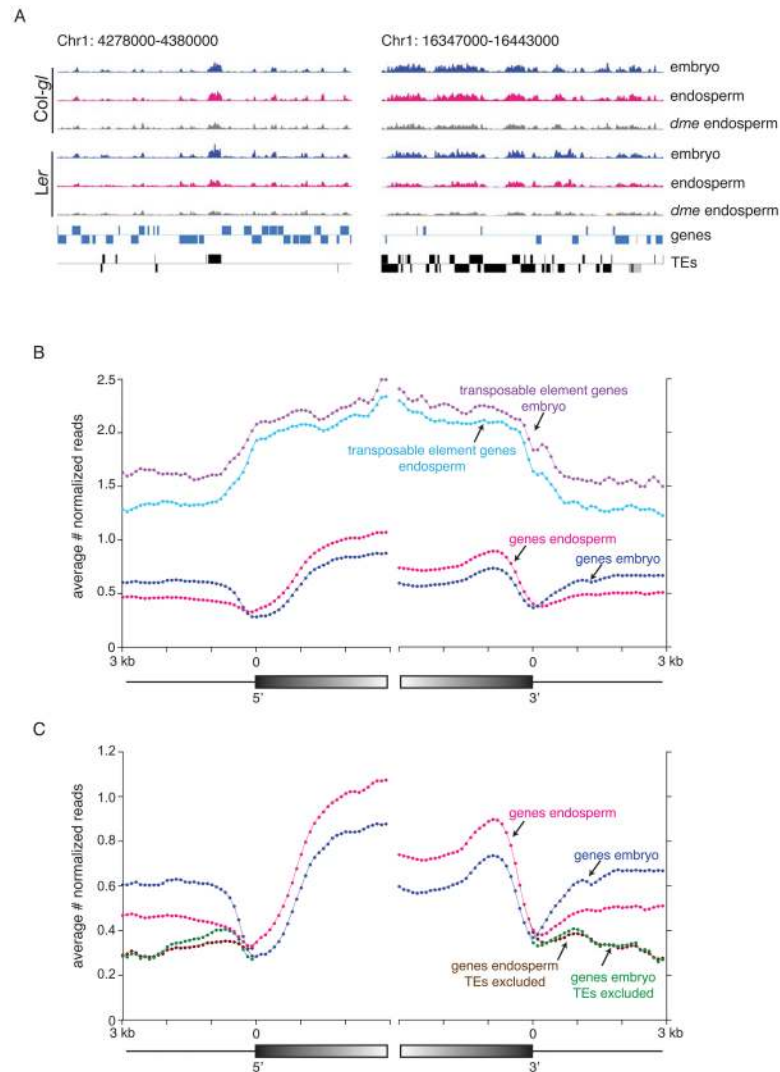 A
Chr1: 4278000-4380000
Chr1: 16347000-16443000
Col-gl
embryo
endosperm
dme endosperm
Ler
embryo
endosperm
dme endosperm
genes
TEs
B
average # normalized reads
2.5
2.0
1.5
1.0
0.5
transposable element genes
embryo
transposable element genes
endosperm
genes endosperm
genes embryo
3 kb
0
0
3 kb
5'
3'
C
average # normalized reads
1.2
1.0
0.8
0.6
0.4
0.2
0
genes endosperm
genes embryo
genes endosperm
TEs excluded
genes embryo
TEs excluded
3 kb
0
0
3 kb
5'
3'